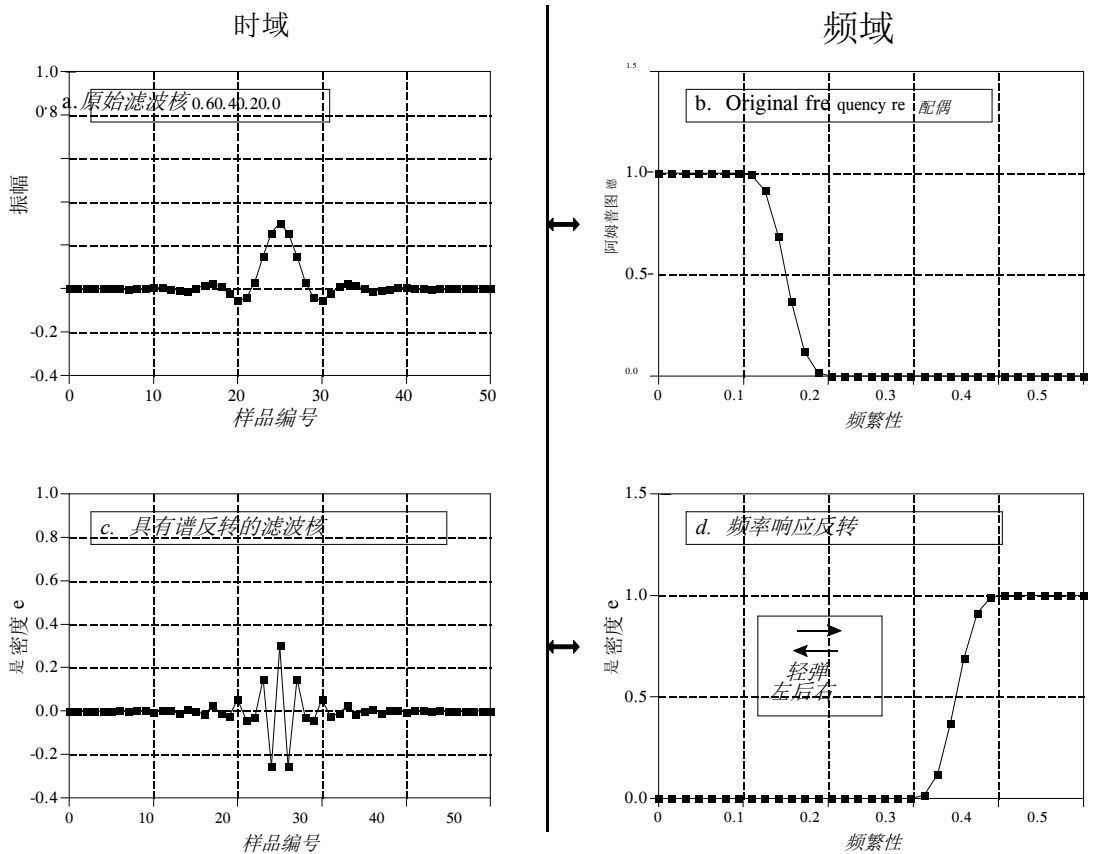 时域
频域
1.0
a.原始滤波核 0.60.40.20.0
0.8
振幅
-0.2
-0.4
0 10 20 30 40 50
样品编号
1.5
b. Original fre quency re 配偶
1.0
阿姆普图 德
0.5
0.0
0 0.1 0.2 0.3 0.4 0.5
频繁性
1.0
c. 具有谱反转的滤波核
0.8
0.6
0.4
是密度 e
0.2
0.0
-0.2
-0.4
0 10 20 30 40 50
样品编号
1.5
d. 频率响应反转
1.0
是密度 e
轻弹
左后右
0.5
0.0
0 0.1 0.2 0.3 0.4 0.5
频繁性